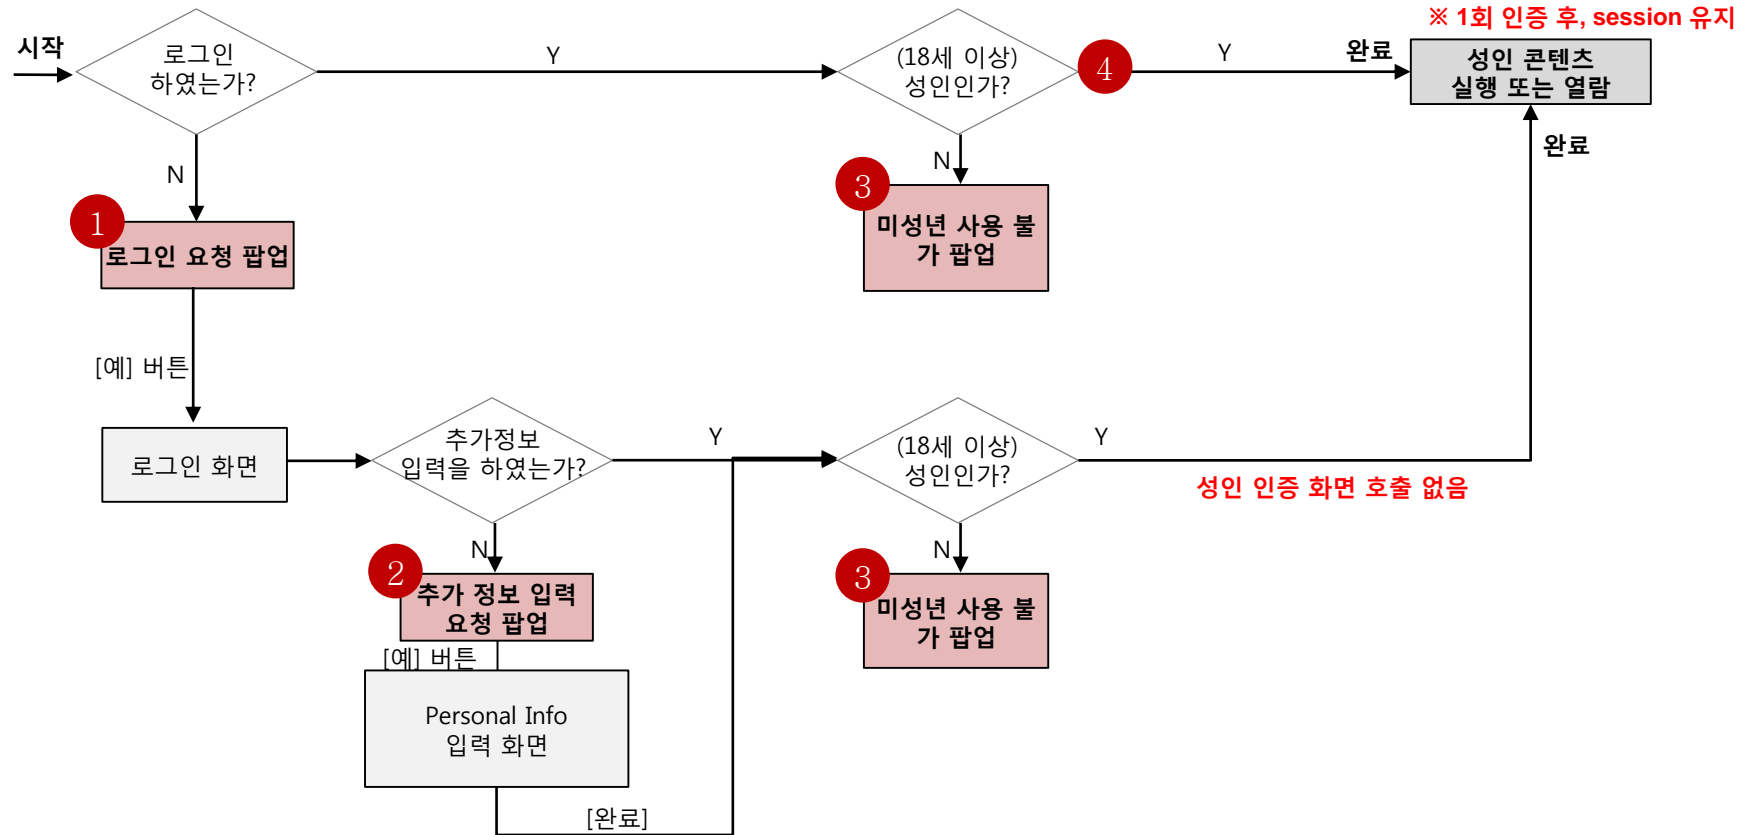 ※ 1회 인증 후, session 유지
시작
로그인
하였는가?
Y
(18세 이상)
성인인가?
4
Y
완료
성인 콘텐츠
실행 또는 열람
N
N
완료
1
로그인 요청 팝업
3
미성년 사용 불
가 팝업
[예] 버튼
로그인 화면
추가정보
입력을 하였는가?
Y
(18세 이상)
성인인가?
Y
성인 인증 화면 호출 없음
N
N
2
추가 정보 입력
요청 팝업
3
미성년 사용 불
가 팝업
[예] 버튼
Personal Info
입력 화면
[완료]